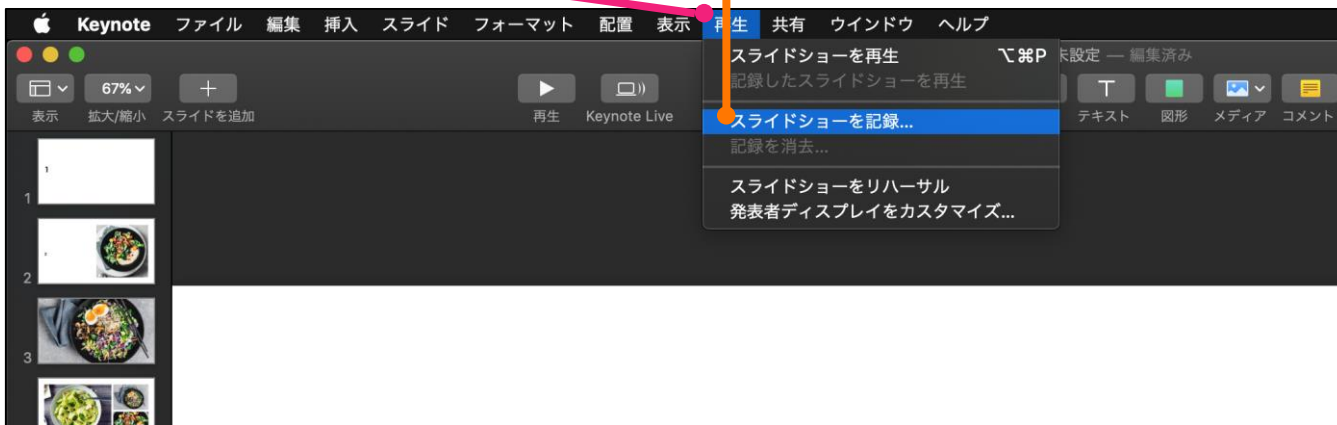 Keynote ファイル 編集 挿入 スライド フォーマット 配置 表示 再生 共有 ウインドウ ヘルプ
スライドショーを再生 ⌥⌘P
未設定 — 編集済み
記録したスライドショーを再生
67%
表示 拡大/縮小 スライドを追加 再生 Keynote Live テキスト 図形 メディア コメント
スライドショーを記録...
記録を消去...
スライドショーをリハーサル
発表者ディスプレイをカスタマイズ...
1
1
2
3